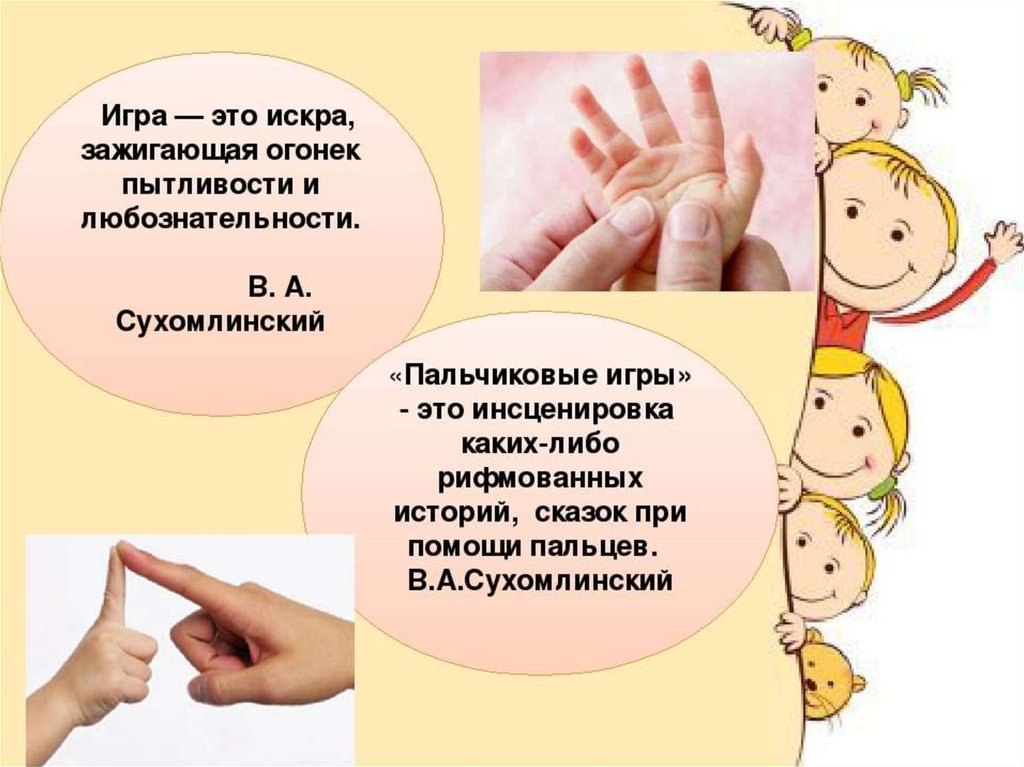 Игра — это искра,
зажигающая огонек
пытливости и
любознательности.
В. А.
Сухомлинский
«Пальчиковые игры»
- это инсценировка
каких-либо
рифмованных
историй, сказок при
помощи пальцев.
В.А.Сухомлинский